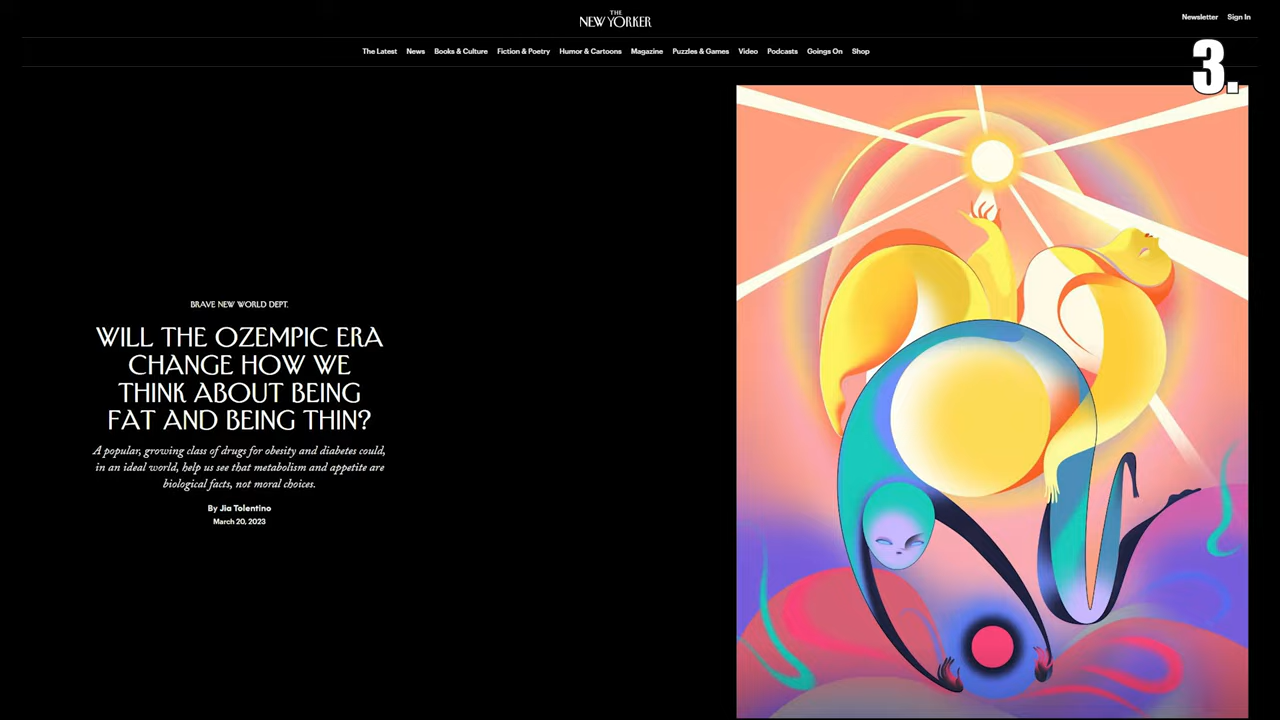 THE
NEW YORKER
Newsletter Sign In
The Latest News Books & Culture Fiction & Poetry Humor & Cartoons Magazine Puzzles & Games Video Podcasts Goings On Shop
3.
BRAVE NEW WORLD DEPT.
WILL THE OZEMPIC ERA
CHANGE HOW WE
THINK ABOUT BEING
FAT AND BEING THIN?
A popular, growing class of drugs for obesity and diabetes could,
in an ideal world, help us see that metabolism and appetite are
biological facts, not moral choices.
By Jia Tolentino
March 20, 2023